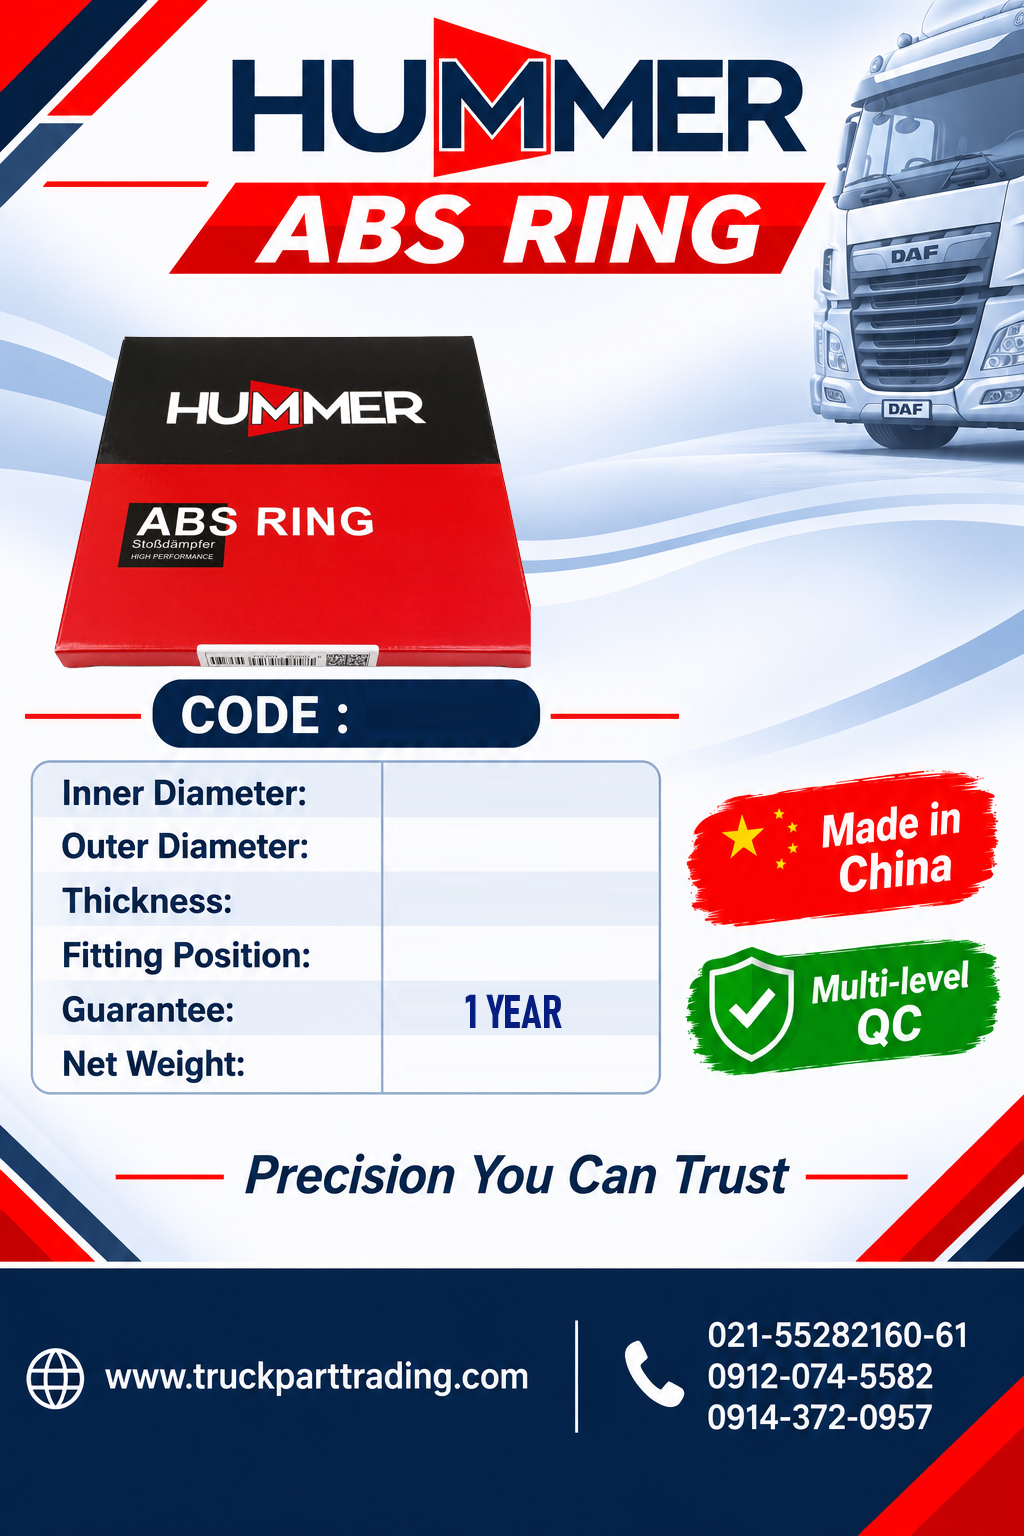 HUMMER
ABS RING
DAF
DAF
HUMMER
ABS RING
Stoßdämpfer
HIGH PERFORMANCE
CODE :
Inner Diameter:
Outer Diameter:
Thickness:
Fitting Position:
Guarantee: 1 YEAR
Net Weight:
Made in
China
Multi-level
QC
Precision You Can Trust
www.truckparttrading.com
021-55282160-61
0912-074-5582
0914-372-0957